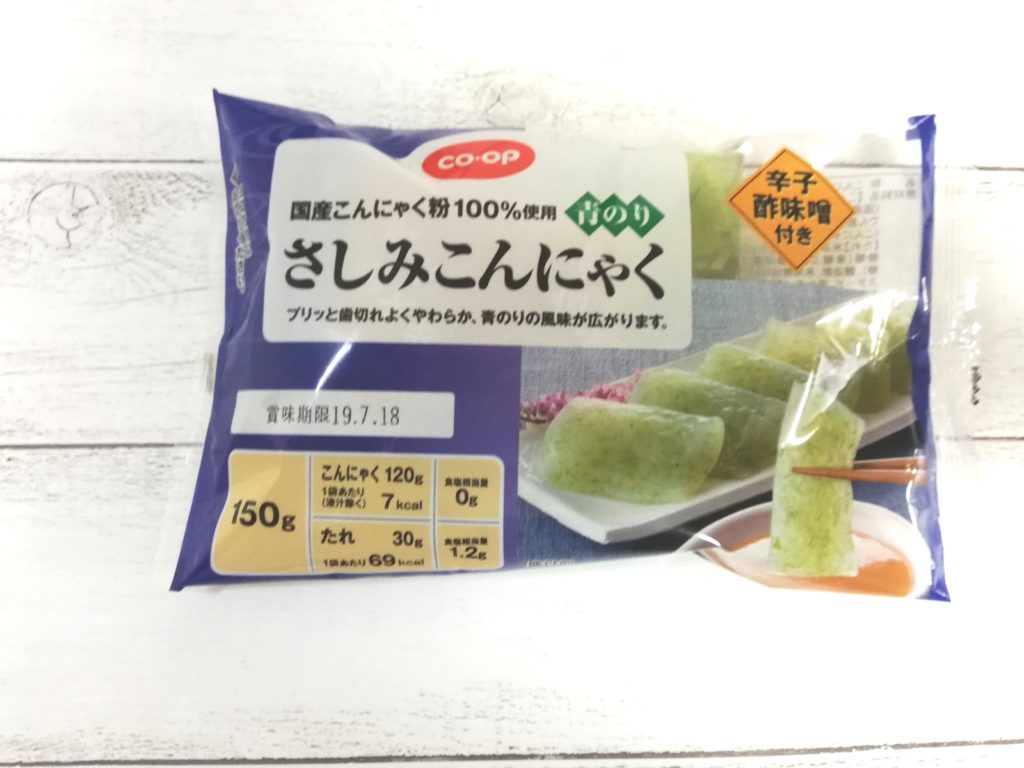 CO·OP
国産こんにゃく粉100%使用 青のり
さしみこんにゃく
プリッと歯切れよくやわらか、青のりの風味が広がります。
辛子
酢味噌
付き
賞味期限19.7.18
150g
こんにゃく 120g
1袋あたり
(液汁除く) 7kcal
食塩相当量
0g
たれ 30g
1袋あたり 69kcal
食塩相当量
1.2g